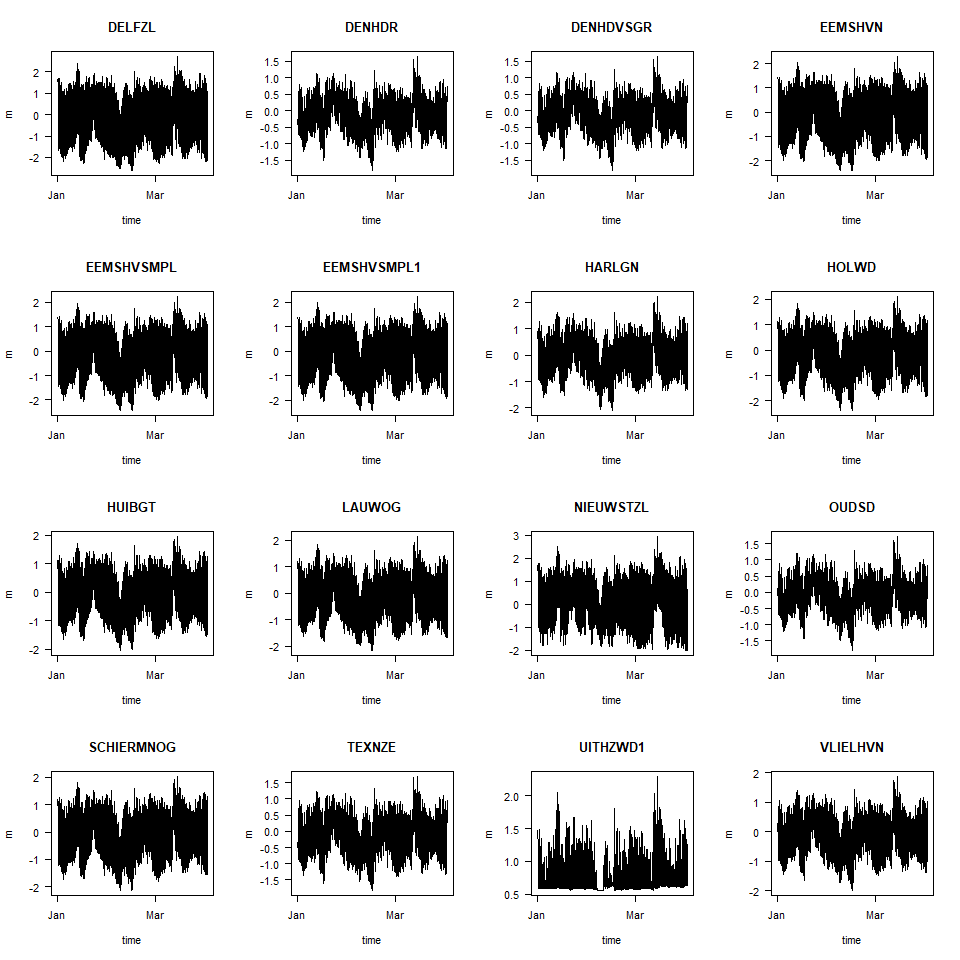 DELFZL
m
2
1
0
-1
-2
Jan Mar
time
DENHDR
m
1.5
1.0
0.5
0.0
-0.5
-1.0
-1.5
Jan Mar
time
DENHDVSGR
m
1.5
1.0
0.5
0.0
-0.5
-1.0
-1.5
Jan Mar
time
EEMSHVN
m
2
1
0
-1
-2
Jan Mar
time
EEMSHVSMPL
m
2
1
0
-1
-2
Jan Mar
time
EEMSHVSMPL1
m
2
1
0
-1
-2
Jan Mar
time
HARLGN
m
2
1
0
-1
-2
Jan Mar
time
HOLWD
m
2
1
0
-1
-2
Jan Mar
time
HUIBGT
m
2
1
0
-1
-2
Jan Mar
time
LAUWOG
m
2
1
0
-1
-2
Jan Mar
time
NIEUWSTZL
m
3
2
1
0
-1
-2
Jan Mar
time
OUDSD
m
1.5
1.0
0.5
0.0
-0.5
-1.0
-1.5
Jan Mar
time
SCHIERMNOG
m
2
1
0
-1
-2
Jan Mar
time
TEXNZE
m
1.5
1.0
0.5
0.0
-0.5
-1.0
-1.5
Jan Mar
time
UITHZWD1
m
2.0
1.5
1.0
0.5
Jan Mar
time
VLIELHVN
m
2
1
0
-1
-2
Jan Mar
time